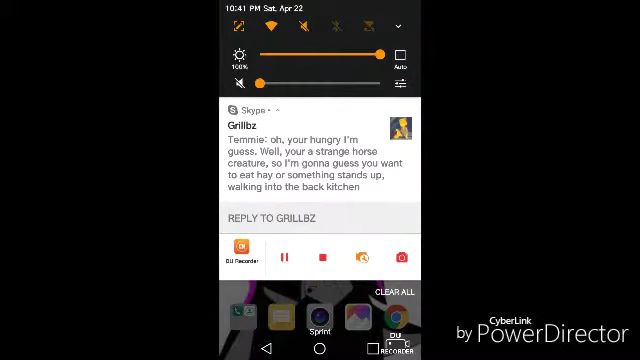 10:41 PM Sat, Apr 22
100%
Auto
Skype •
Grillbz
Temmie: oh, your hungry I'm
guess. Well, your a strange horse
creature, so I'm gonna guess you want
to eat hay or something stands up,
walking into the back kitchen
REPLY TO GRILLBZ
DU Recorder
CLEAR ALL
Sprint
DU
RECORDER
CyberLink
by PowerDirector